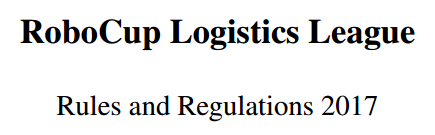 RoboCup Logistics League
Rules and Regulations 2017